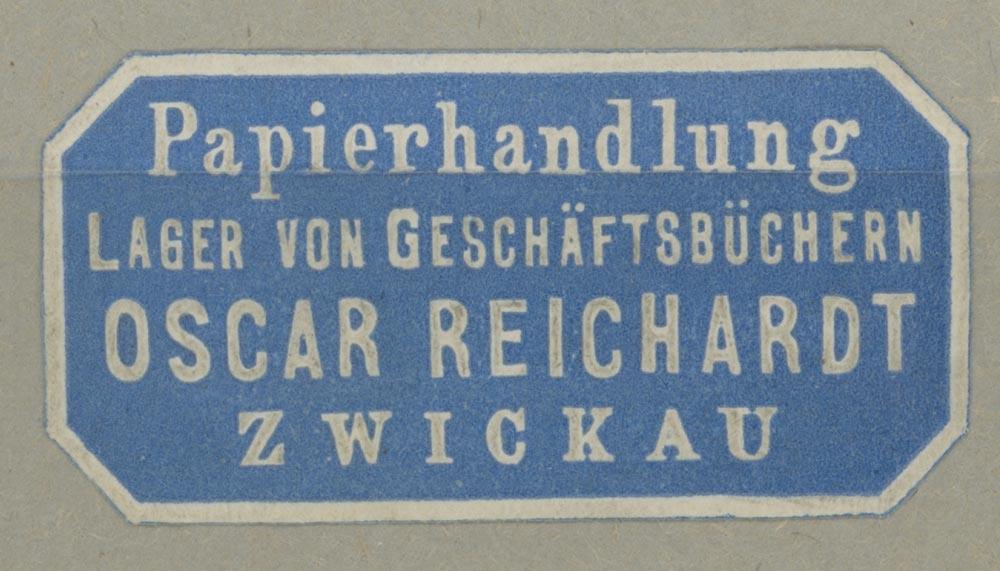 Papierhandlung
LAGER VON GESCHÄFTSBÜCHERN
OSCAR REICHARDT
ZWICKAU